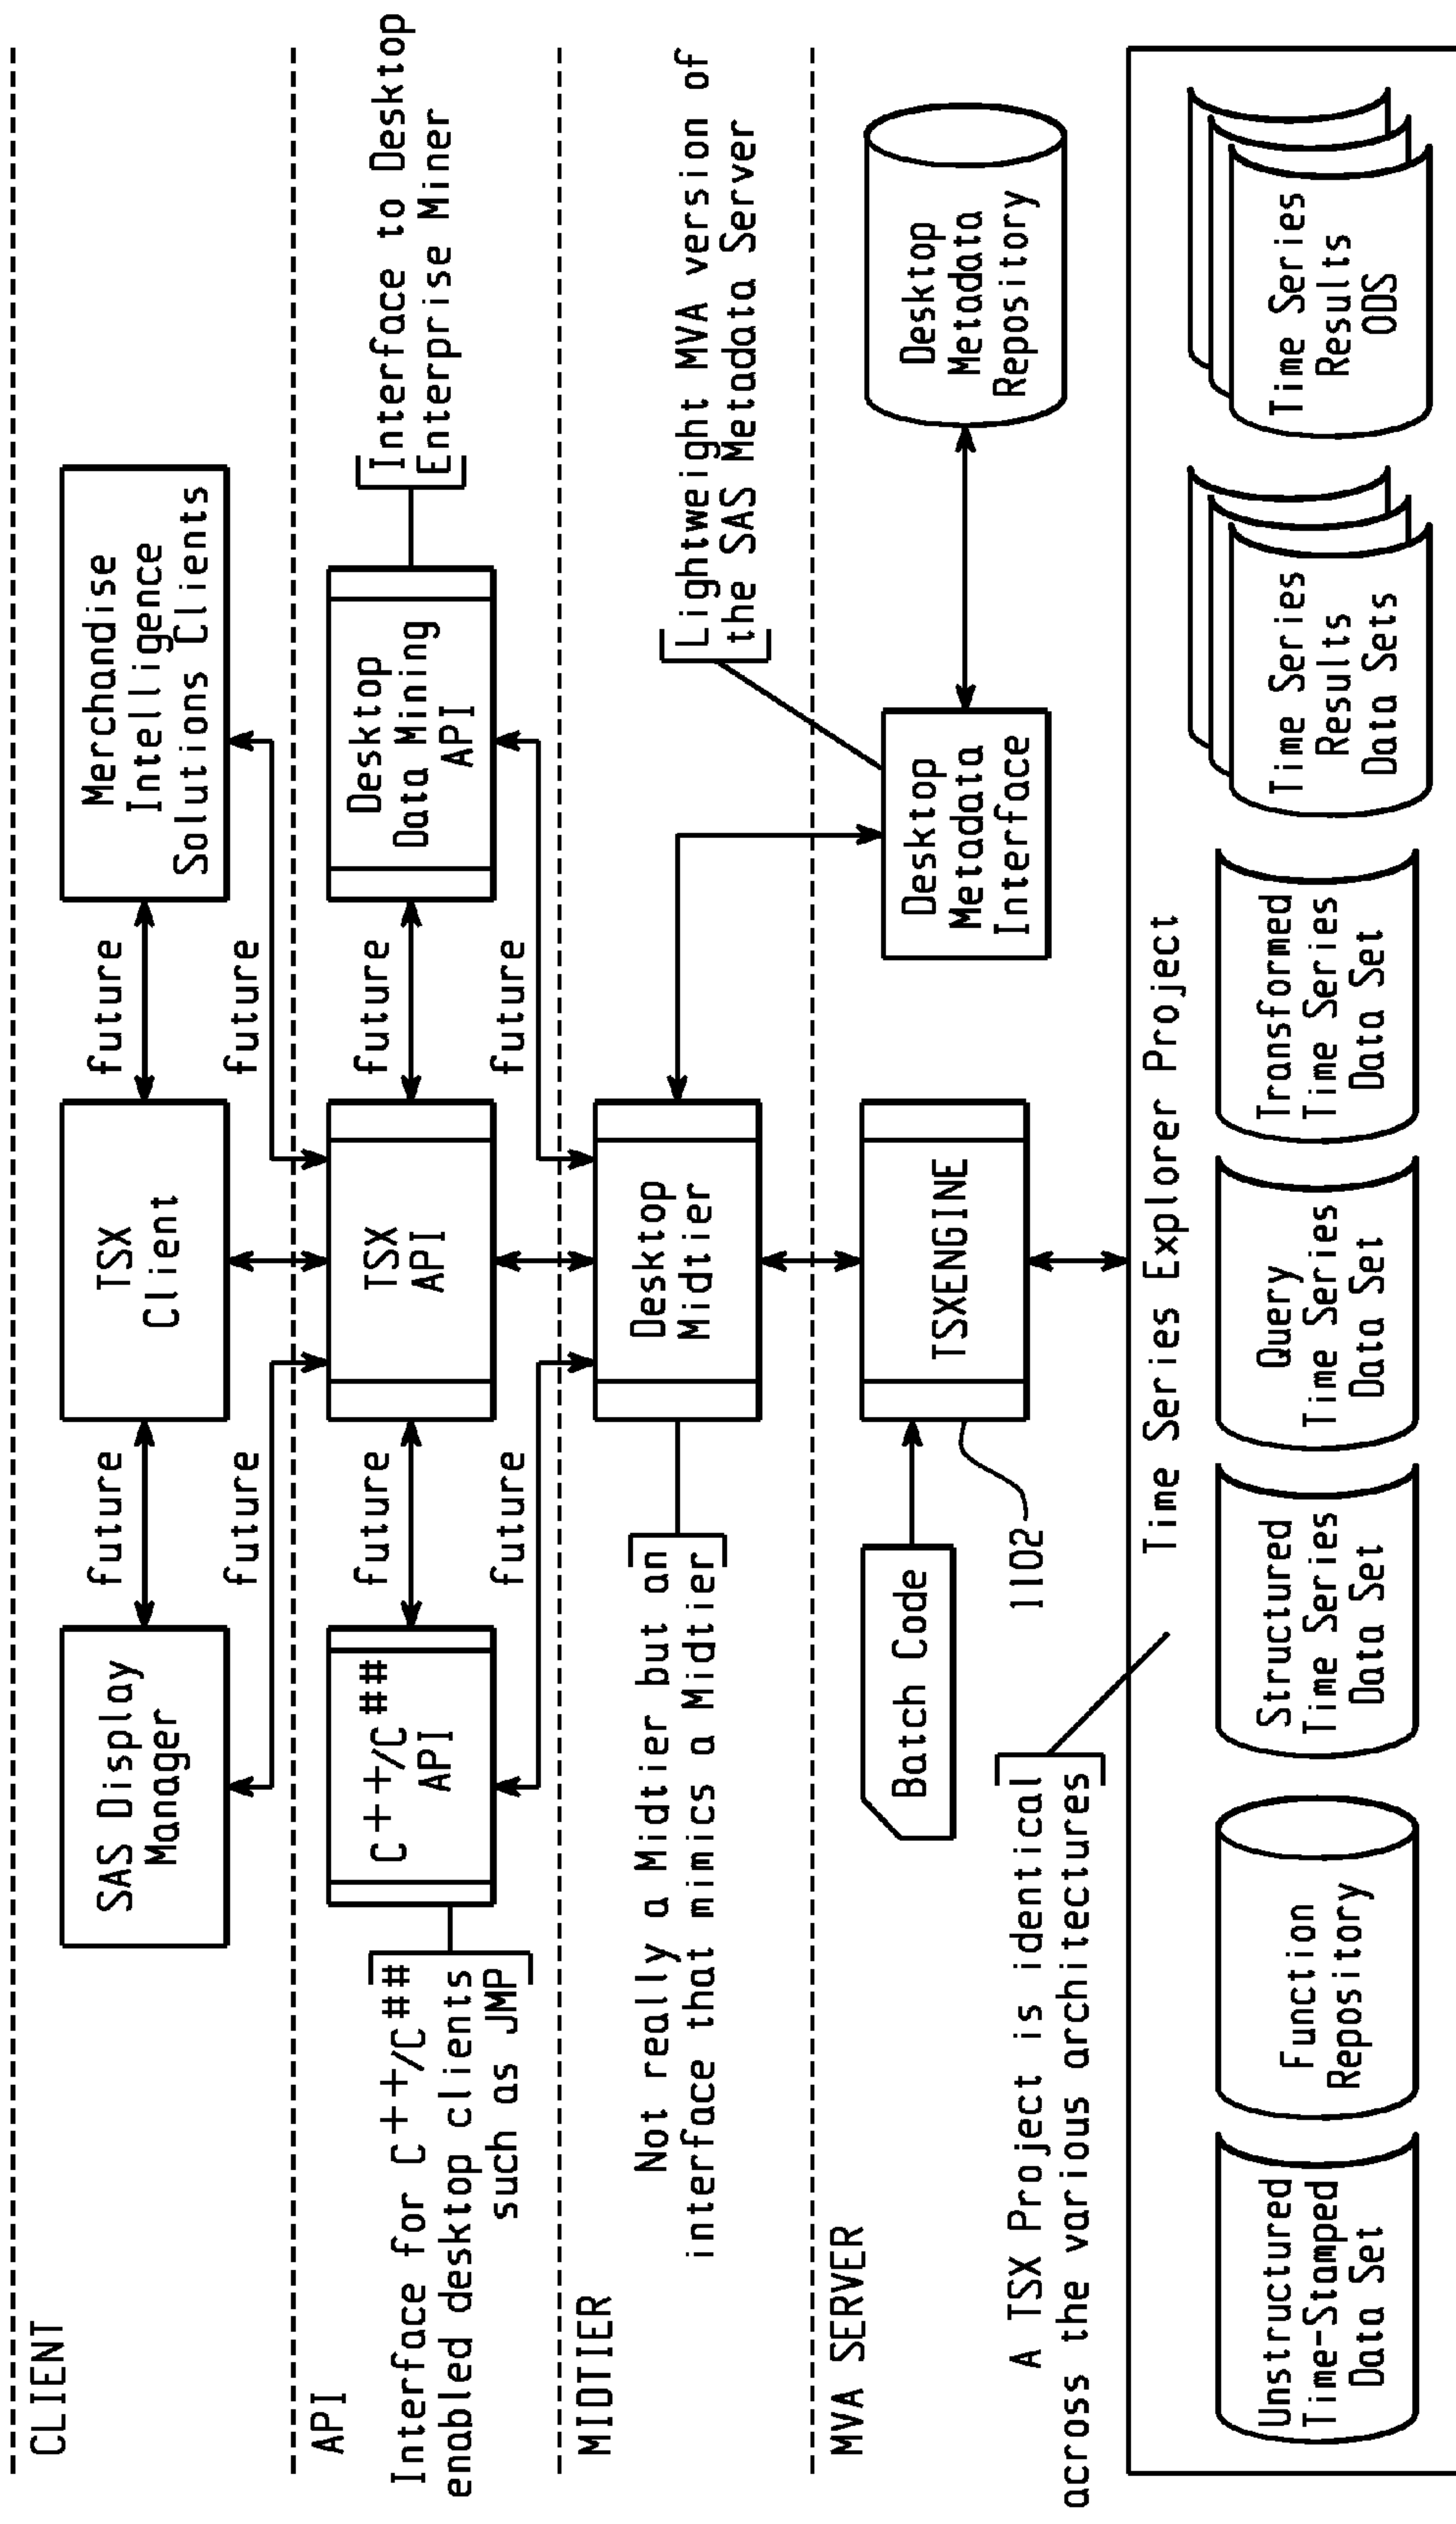 CLIENT
SAS Display
Manager
future
future
TSX
Client
future
future
Merchandise
Intelligence
Solutions Clients
API
Interface for C++/C##
enabled desktop clients
such as JMP
C++/C##
API
future
future
TSX
API
future
future
Desktop
Data Mining
API
Interface to Desktop
Enterprise Miner
MIDTIER
Not really a Midtier but an
interface that mimics a Midtier
Desktop
Midtier
Lightweight MVA version of
the SAS Metadata Server
MVA SERVER
Batch Code
1102
TSXENGINE
Desktop
Metadata
Interface
Desktop
Metadata
Repository
A TSX Project is identical
across the various architectures
Time Series Explorer Project
Unstructured
Time-Stamped
Data Set
Function
Repository
Structured
Time Series
Data Set
Query
Time Series
Data Set
Transformed
Time Series
Data Set
Time Series
Results
Data Sets
Time Series
Results
ODS